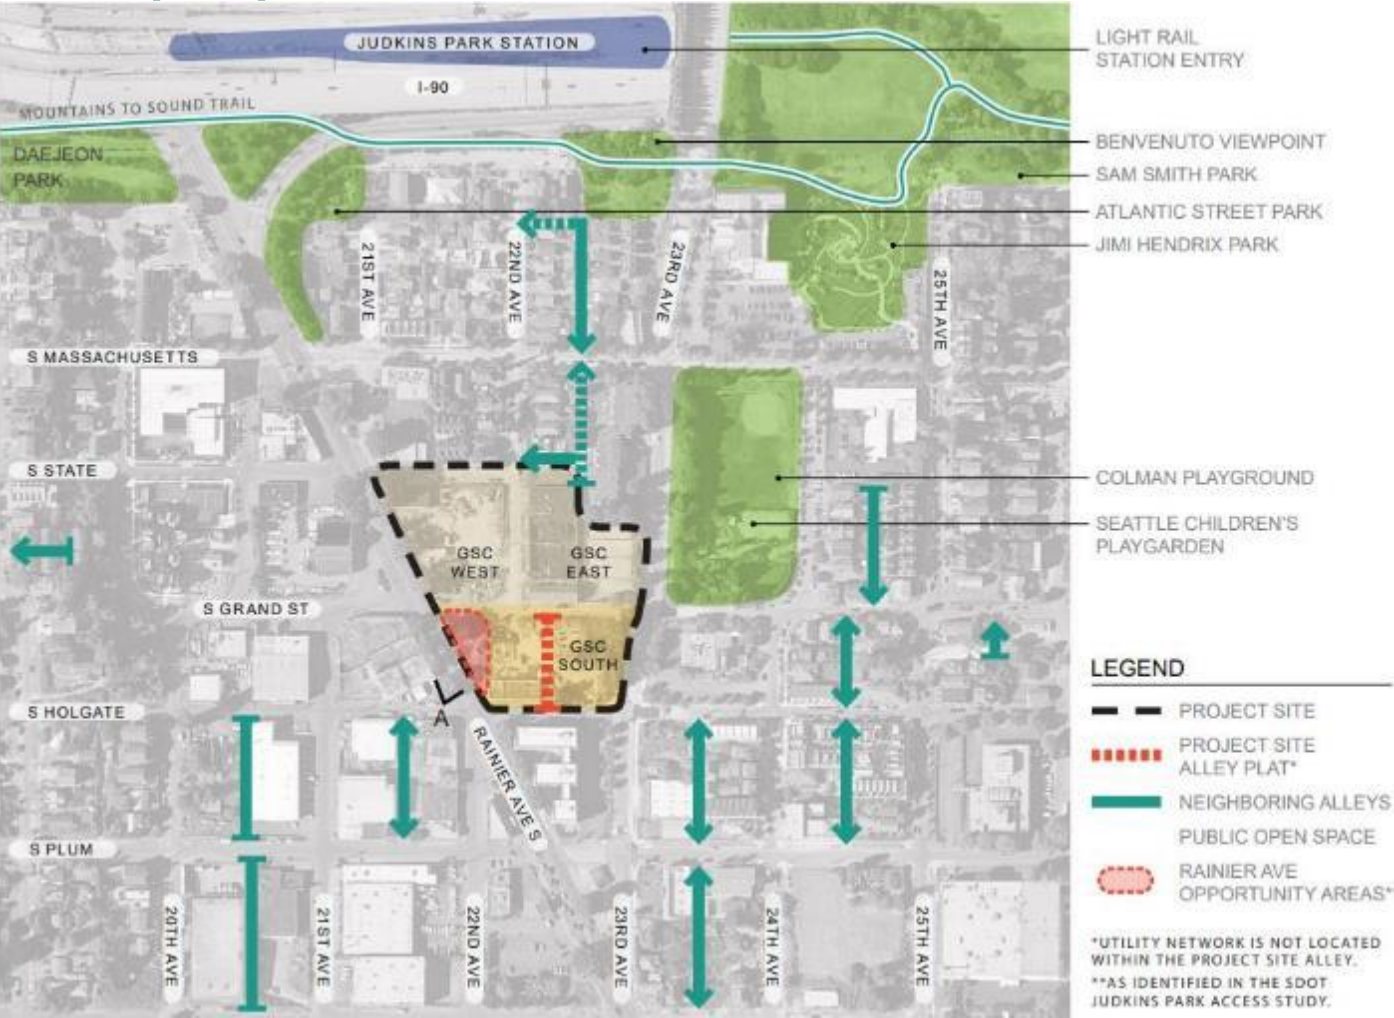 JUDKINS PARK STATION
I-90
MOUNTAINS TO SOUND TRAIL
DAEJEON
PARK
LIGHT RAIL
STATION ENTRY
BENVENUTO VIEWPOINT
SAM SMITH PARK
ATLANTIC STREET PARK
JIMI HENDRIX PARK
21ST AVE
22ND AVE
23RD AVE
25TH AVE
S MASSACHUSETTS
S STATE
COLMAN PLAYGROUND
SEATTLE CHILDREN'S
PLAYGARDEN
GSC
WEST
GSC
EAST
S GRAND ST
GSC
SOUTH
A
S HOLGATE
RAINIER AVE S
S PLUM
20TH AVE
21ST AVE
22ND AVE
23RD AVE
24TH AVE
25TH AVE
LEGEND
PROJECT SITE
PROJECT SITE
ALLEY PLAT*
NEIGHBORING ALLEYS
PUBLIC OPEN SPACE
RAINIER AVE
OPPORTUNITY AREAS*
*UTILITY NETWORK IS NOT LOCATED
WITHIN THE PROJECT SITE ALLEY.
**AS IDENTIFIED IN THE SDOT
JUDKINS PARK ACCESS STUDY.